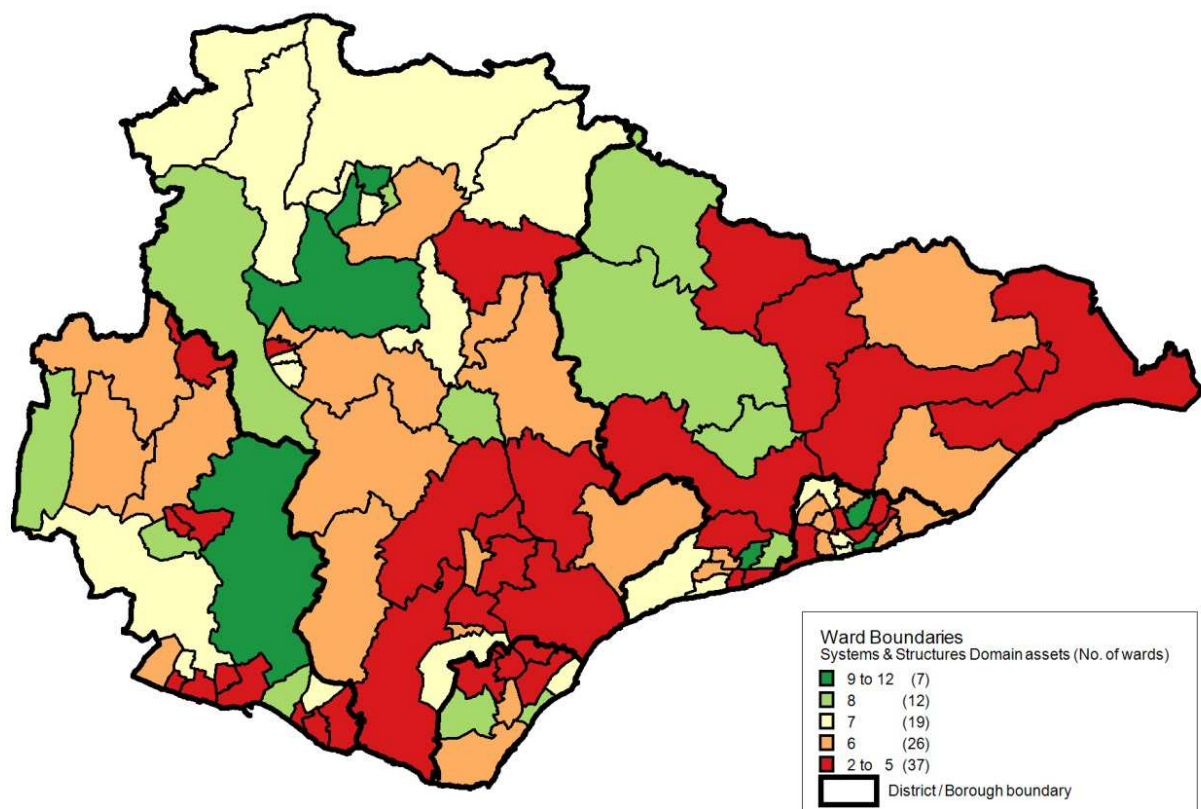 Ward Boundaries
Systems & Structures Domain assets (No. of wards)
9 to 12 (7)
8 (12)
7 (19)
6 (26)
2 to 5 (37)
District / Borough boundary